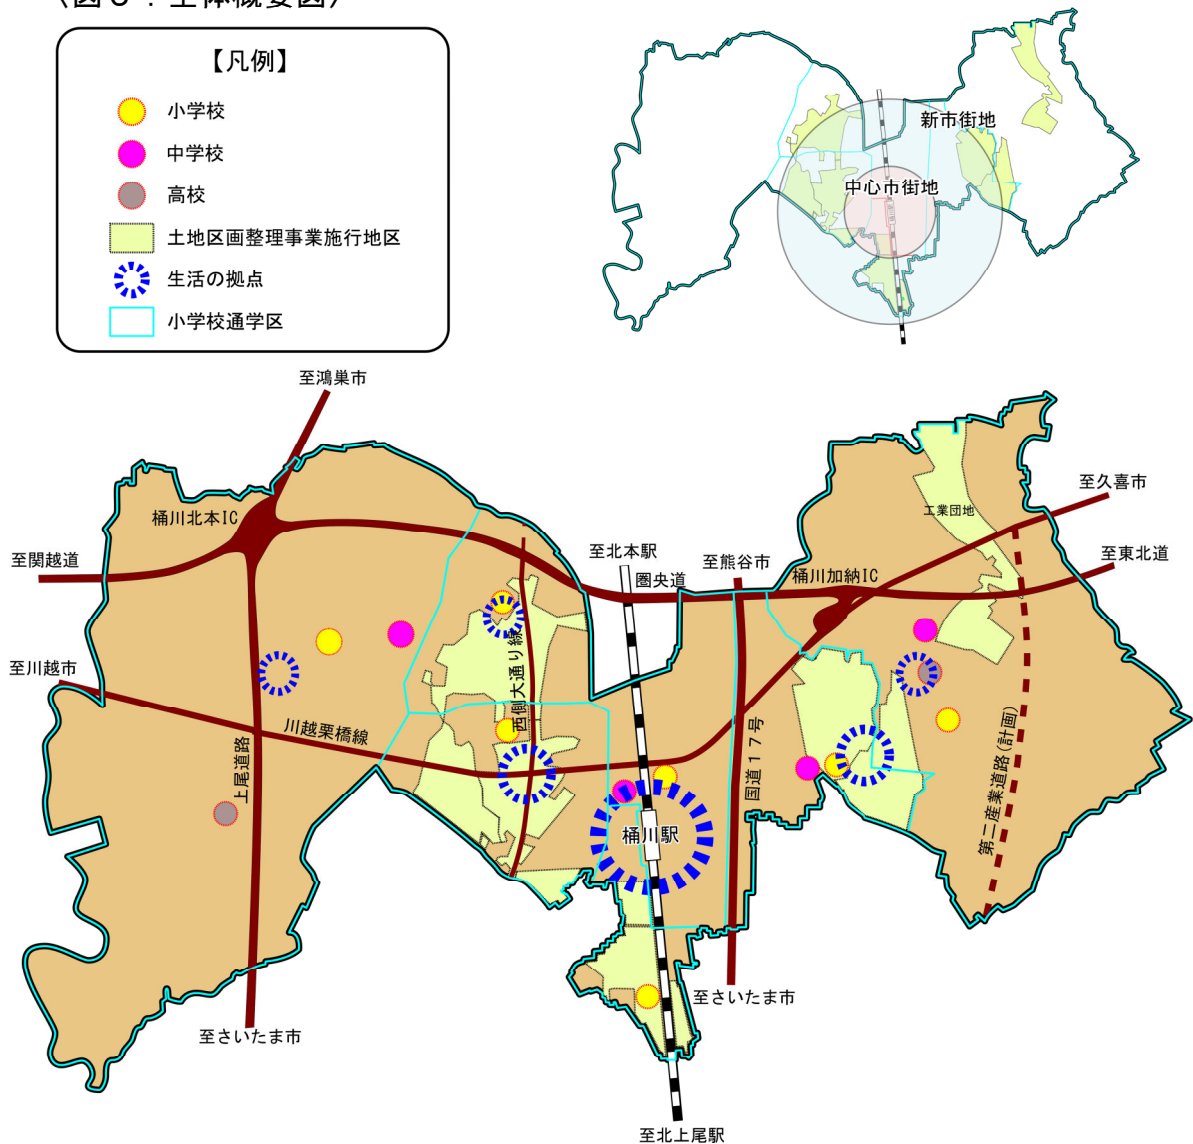 (図3:全体概要図)
【凡例】
小学校
中学校
高校
土地区画整理事業施行地区
生活の拠点
小学校通学区
新市街地
中心市街地
至鴻巣市
桶川北本IC
至関越道
至川越市
川越栗橋線
上尾道路
至さいたま市
西側大通り線
至北本駅
圏央道
至熊谷市
桶川加納IC
工業団地
至久喜市
至東北道
国道17号
第二産業道路(計画)
桶川駅
至さいたま市
至北上尾駅